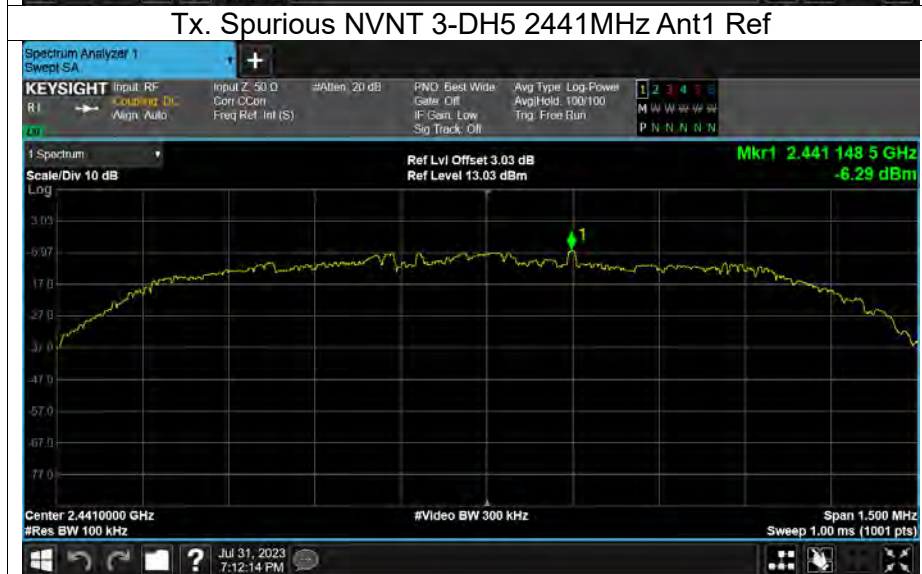 Tx. Spurious NVNT 3-DH5 2441MHz Ant1 Ref
Spectrum Analyzer 1
Swept SA
+
KEYSIGHT Input: RF Input Z: 50 Ω #Atten: 20 dB PNO: Best Wide Avg Type: Log-Power 1 2 3 4 5 6
R L Coupling: DC Corr CCorr Gate: Off Avg|Hold: 100/100 M W W W W W
Align: Auto Freq Ref: Int (S) IF Gain: Low Trig: Free Run
Sig Track: Off P N N N N N
1 Spectrum Ref Lvl Offset 3.03 dB Mkr1 2.441 148 5 GHz
Scale/Div 10 dB Ref Level 13.03 dBm -6.29 dBm
Log
3.03
1
-6.97
-17.0
-27.0
-37.0
-47.0
-57.0
-67.0
-77.0
Center 2.4410000 GHz #Video BW 300 kHz Span 1.500 MHz
#Res BW 100 kHz Sweep 1.00 ms (1001 pts)
? Jul 31, 2023
7:12:14 PM